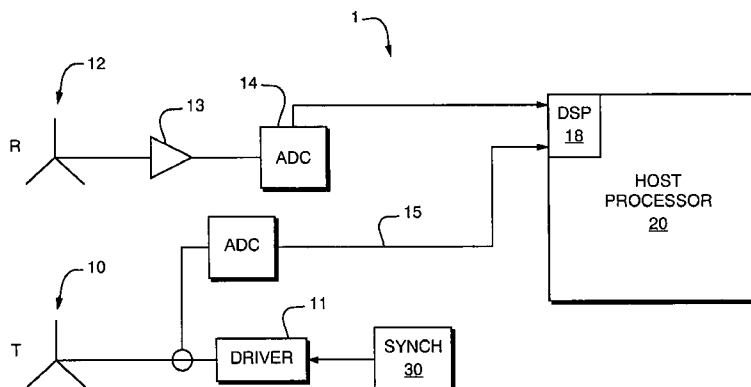 1
12
13
14
R
ADC
DSP
18
HOST
PROCESSOR
20
15
ADC
10
11
T
DRIVER
SYNCH
30